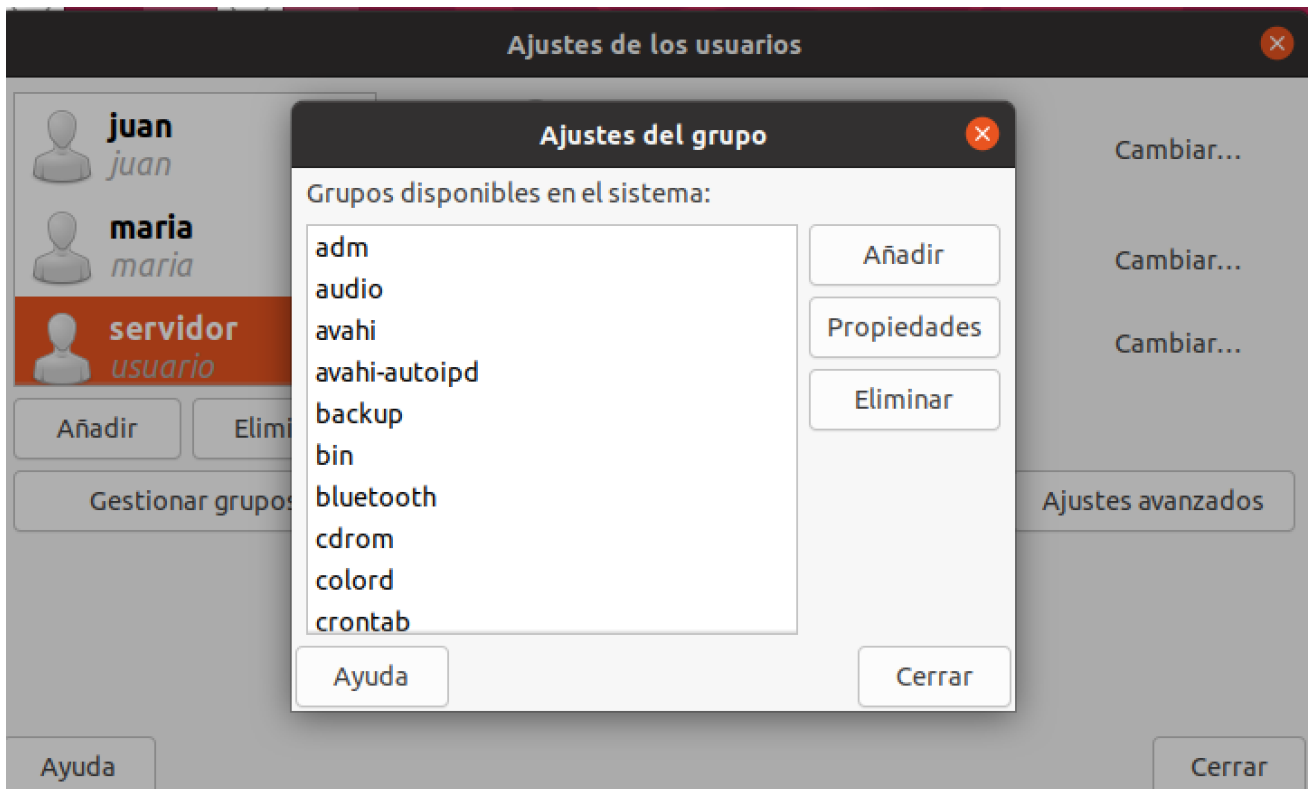 Ajustes de los usuarios
juan
juan
maria
maria
servidor
usuario
Añadir
Elimi
Gestionar grupos
Cambiar...
Cambiar...
Cambiar...
Ajustes avanzados
Ayuda
Cerrar
Ajustes del grupo
Grupos disponibles en el sistema:
adm
audio
avahi
avahi-autoipd
backup
bin
bluetooth
cdrom
colord
crontab
Añadir
Propiedades
Eliminar
Ayuda
Cerrar